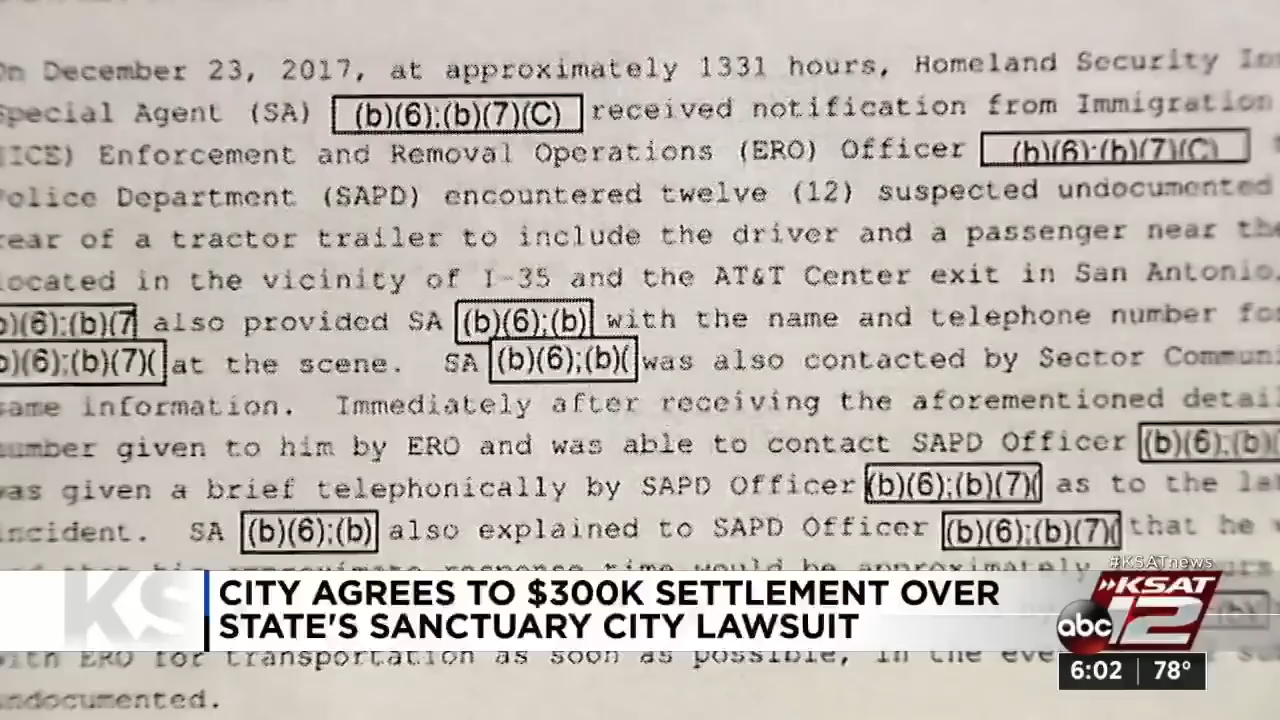 On December 23, 2017, at approximately 1331 hours, Homeland Security
Special Agent (SA) (b)(6);(b)(7)(C) received notification from Immigration
(ICE) Enforcement and Removal Operations (ERO) Officer (b)(6);(b)(7)(C)
Police Department (SAPD) encountered twelve (12) suspected undocumented
rear of a tractor trailer to include the driver and a passenger near the
located in the vicinity of I-35 and the AT&T Center exit in San Antonio,
b)(6);(b)(7 also provided SA (b)(6);(b) with the name and telephone number for
b)(6);(b)(7)( at the scene. SA (b)(6);(b)( was also contacted by Sector Communi
same information. Immediately after receiving the aforementioned detail
number given to him by ERO and was able to contact SAPD Officer (b)(6);(b)(
was given a brief telephonically by SAPD Officer (b)(6);(b)(7)( as to the
incident. SA (b)(6);(b) also explained to SAPD Officer (b)(6);(b)(7)( that he
response time would be approximately
#KSATnews
CITY AGREES TO $300K SETTLEMENT OVER
STATE'S SANCTUARY CITY LAWSUIT
KS
abc KSAT 12
6:02 78°
with ERO for transportation as soon as possible, in the
undocumented.